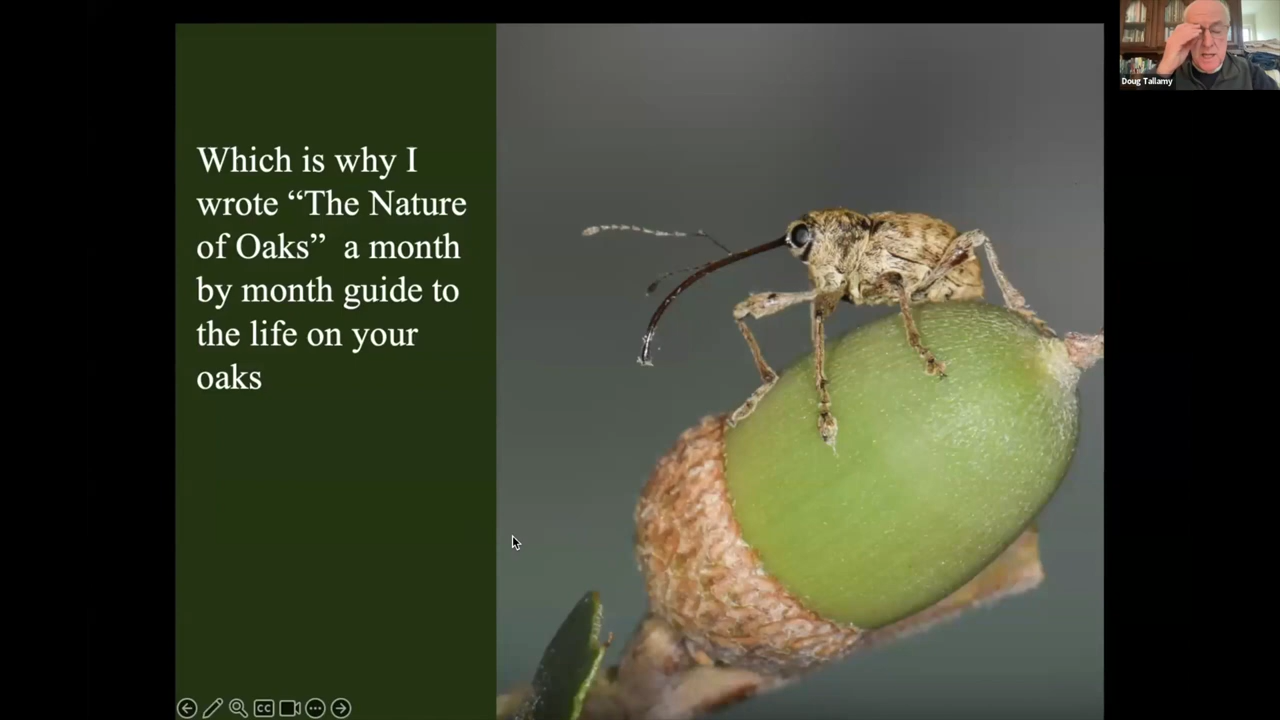 Which is why I
wrote “The Nature
of Oaks”  a month
by month guide to
the life on your
oaks
Doug Tallamy
CC